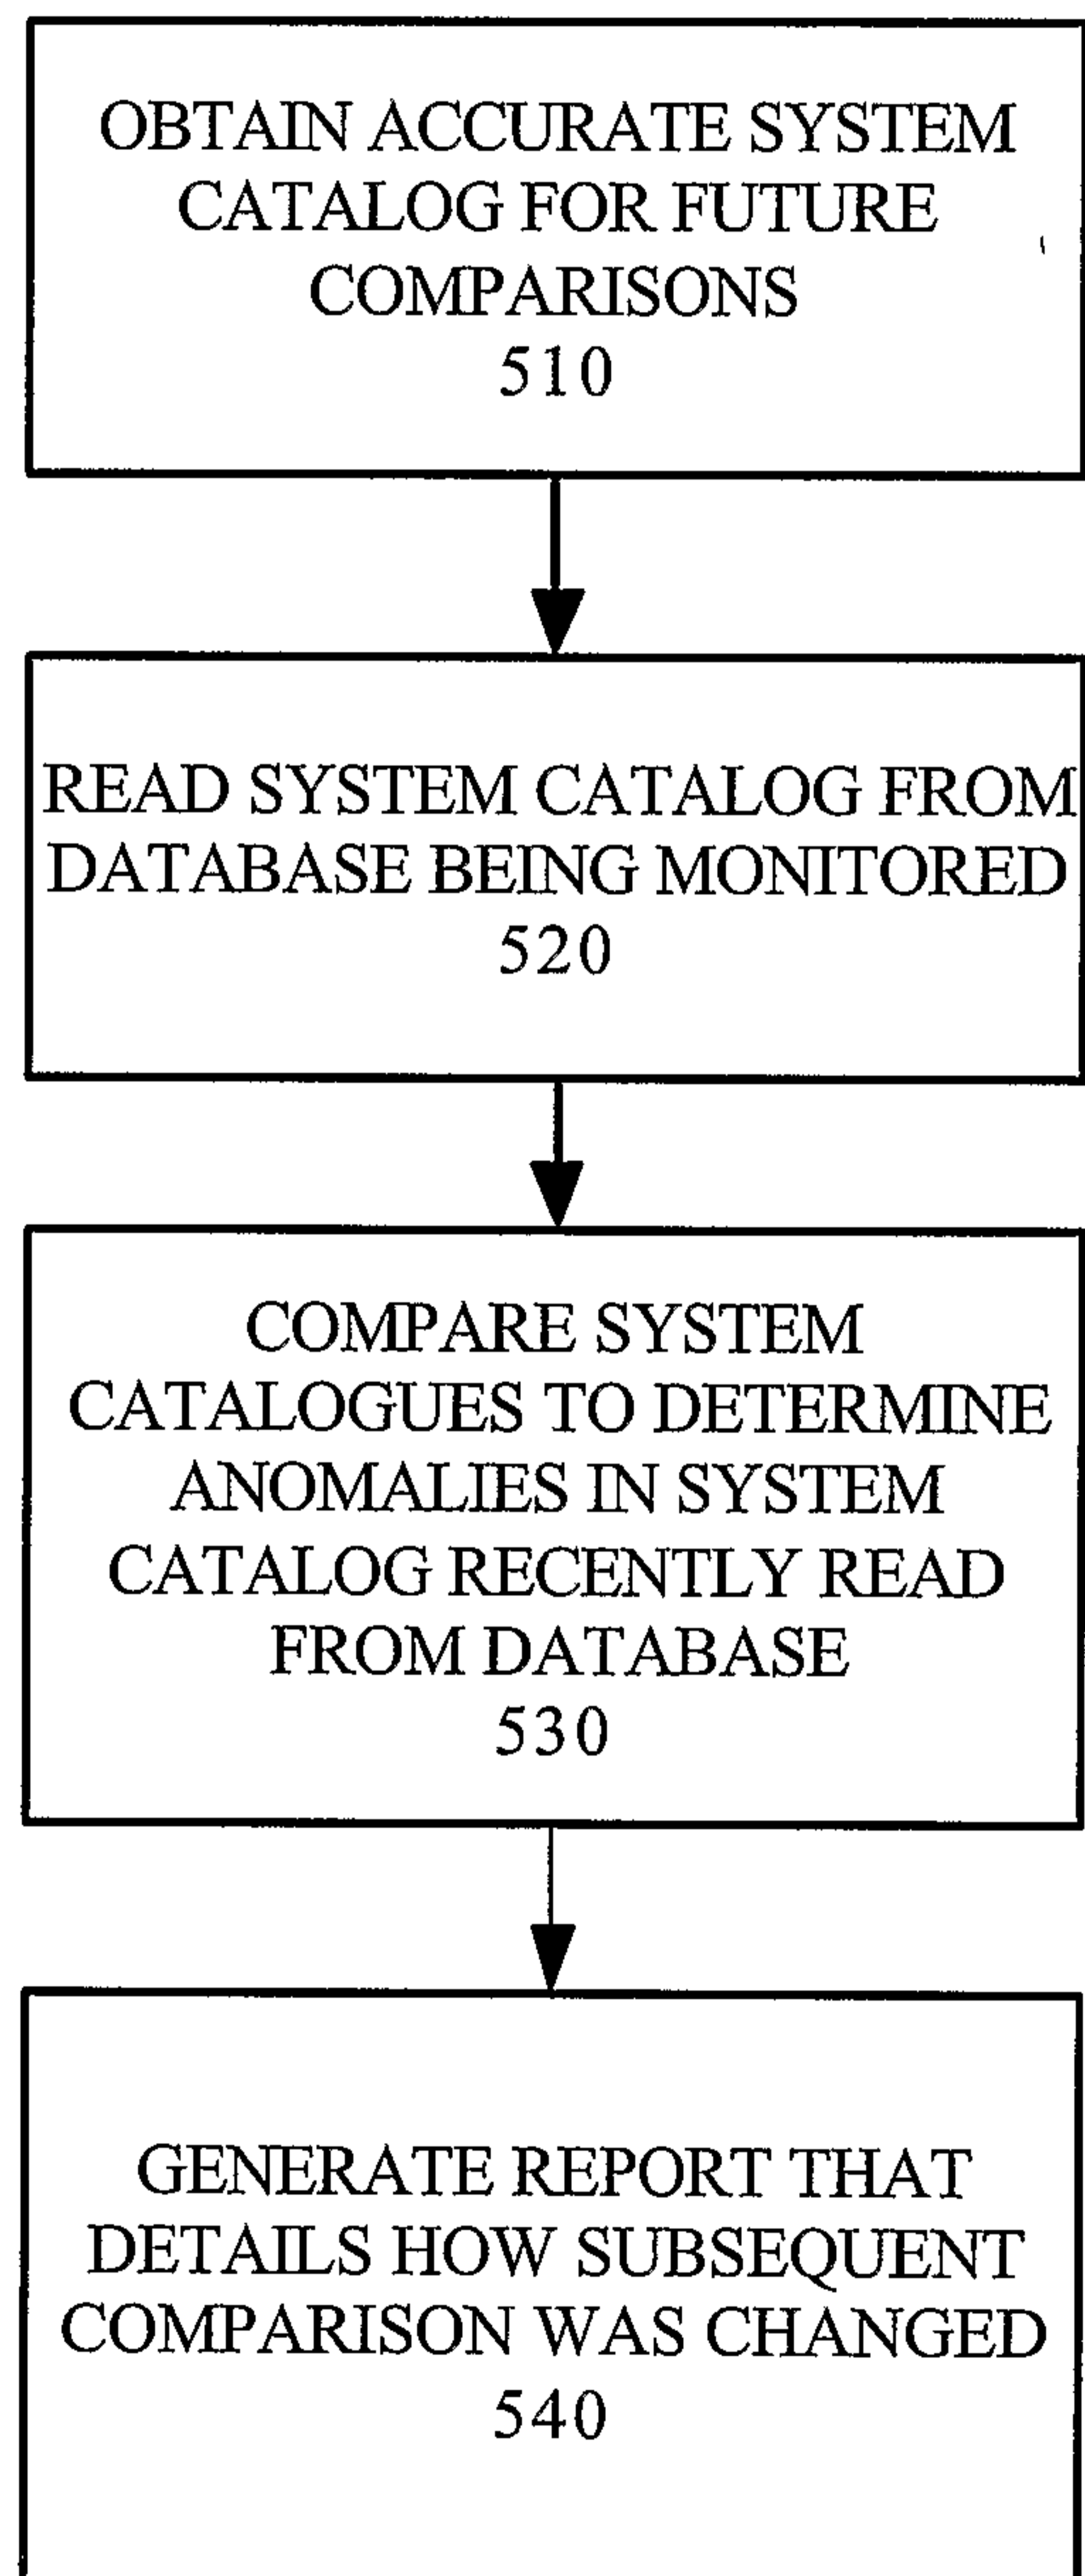 OBTAIN ACCURATE SYSTEM
CATALOG FOR FUTURE
COMPARISONS
510
READ SYSTEM CATALOG FROM
DATABASE BEING MONITORED
520
COMPARE SYSTEM
CATALOGUES TO DETERMINE
ANOMALIES IN SYSTEM
CATALOG RECENTLY READ
FROM DATABASE
530
GENERATE REPORT THAT
DETAILS HOW SUBSEQUENT
COMPARISON WAS CHANGED
540